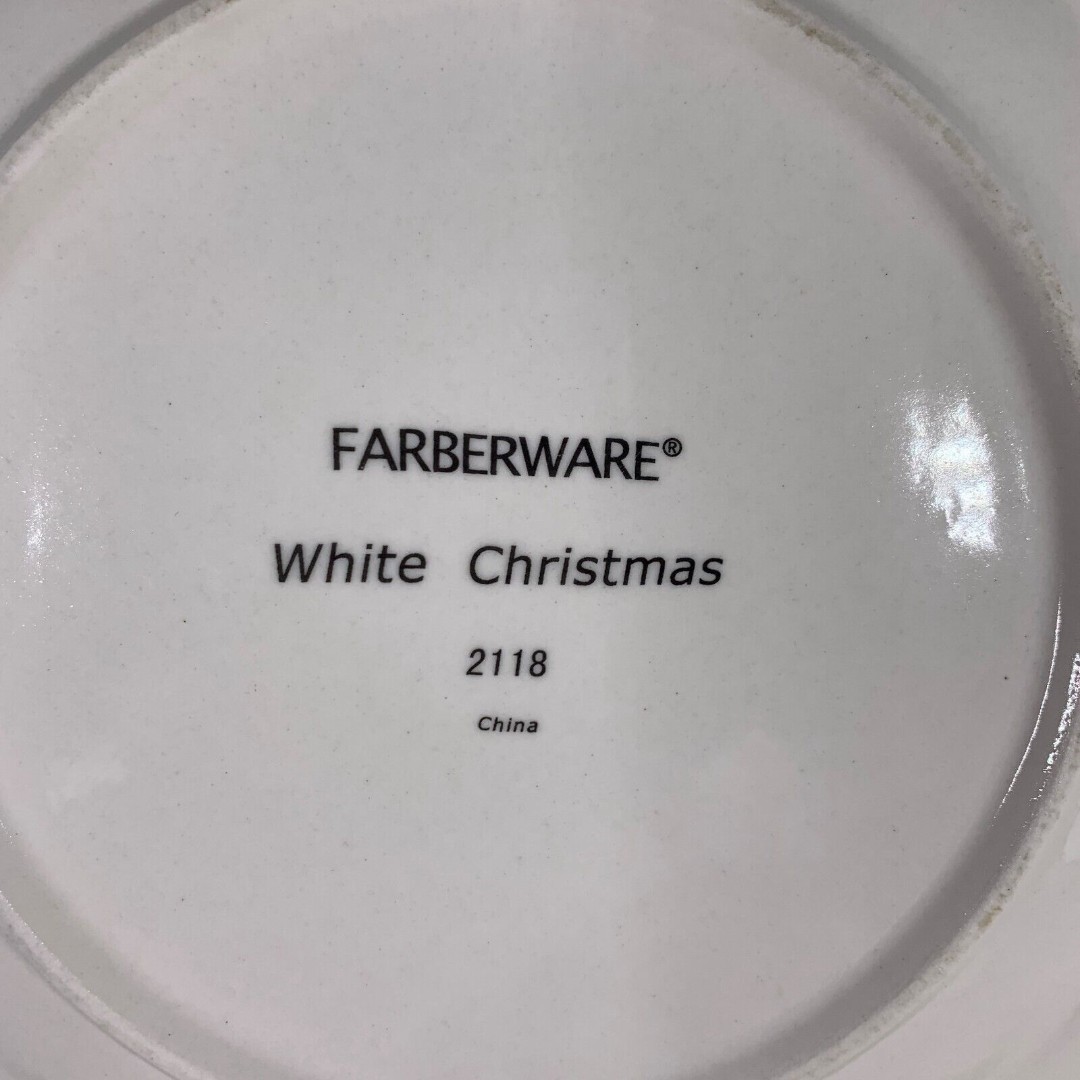 FARBERWARE®
White Christmas
2118
China